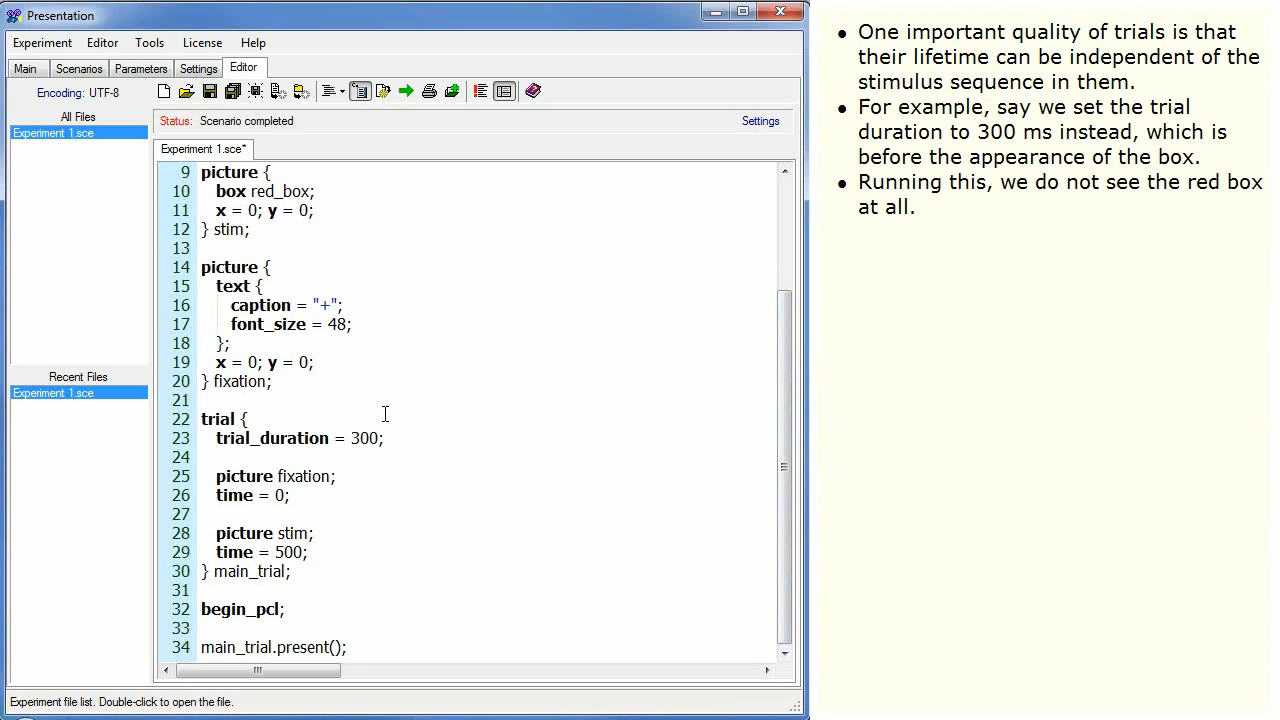 Presentation
Experiment Editor Tools License Help
Main Scenarios Parameters Settings Editor
Encoding: UTF-8
All Files
Experiment 1.sce
Recent Files
Experiment 1.sce
Status: Scenario completed Settings
Experiment 1.sce*
9 picture {
10 box red_box;
11 x = 0; y = 0;
12 } stim;
13
14 picture {
15 text {
16 caption = "+";
17 font_size = 48;
18 };
19 x = 0; y = 0;
20 } fixation;
21
22 trial {
23 trial_duration = 300;
24
25 picture fixation;
26 time = 0;
27
28 picture stim;
29 time = 500;
30 } main_trial;
31
32 begin_pcl;
33
34 main_trial.present();
Experiment file list. Double-click to open the file.
• One important quality of trials is that
their lifetime can be independent of the
stimulus sequence in them.
• For example, say we set the trial
duration to 300 ms instead, which is
before the appearance of the box.
• Running this, we do not see the red box
at all.